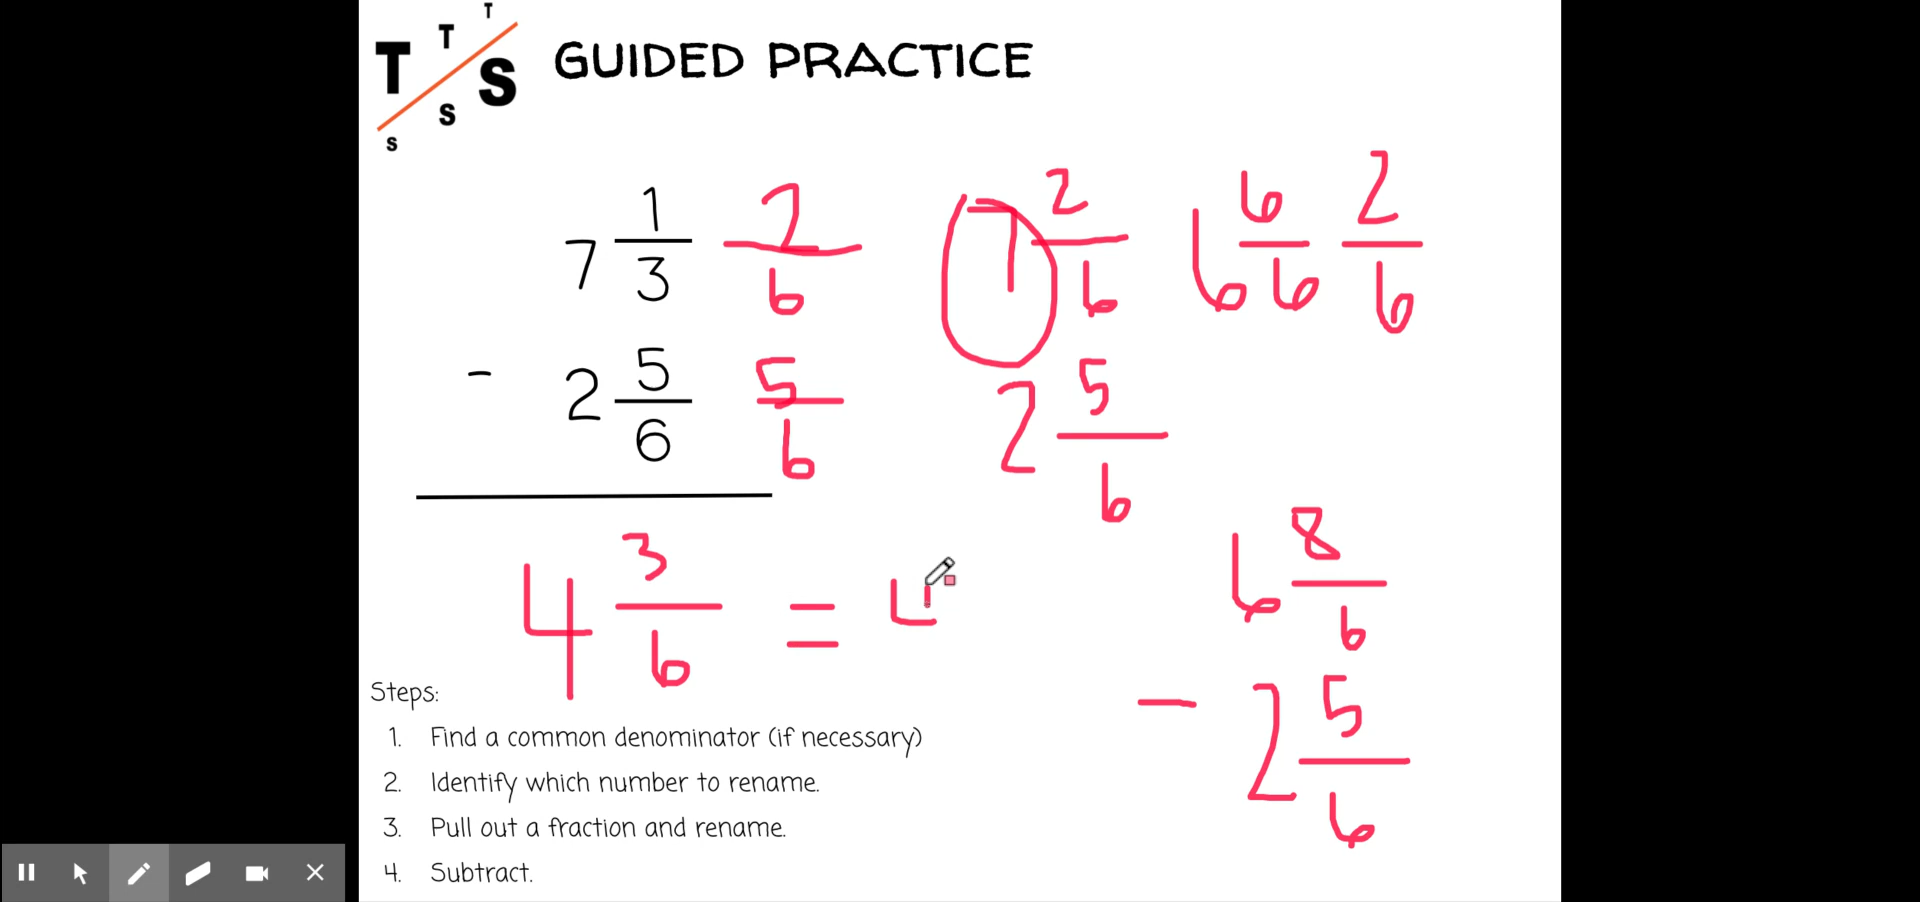 T
T
T
S
S
S
GUIDED PRACTICE
7 1/3 2/6
7 2/6 6 6/6 2/6
- 2 5/6 5/6
2 5/6
4 3/6 = 4
6 8/6
- 2 5/6
Steps:
1. Find a common denominator (if necessary)
2. Identify which number to rename.
3. Pull out a fraction and rename.
4. Subtract.